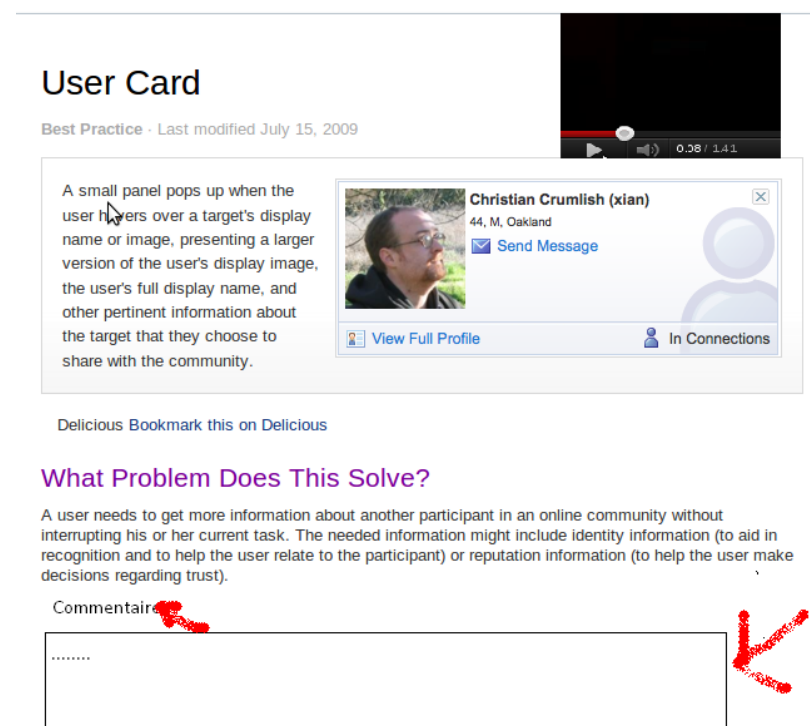 User Card
Best Practice · Last modified July 15, 2009
0:38 / 1:41
A small panel pops up when the
user hovers over a target's display
name or image, presenting a larger
version of the user's display image,
the user's full display name, and
other pertinent information about
the target that they choose to
share with the community.
Christian Crumlish (xian)
44, M, Oakland
Send Message
View Full Profile
In Connections
Delicious Bookmark this on Delicious
What Problem Does This Solve?
A user needs to get more information about another participant in an online community without
interrupting his or her current task. The needed information might include identity information (to aid in
recognition and to help the user relate to the participant) or reputation information (to help the user make
decisions regarding trust).
Commentaire
........